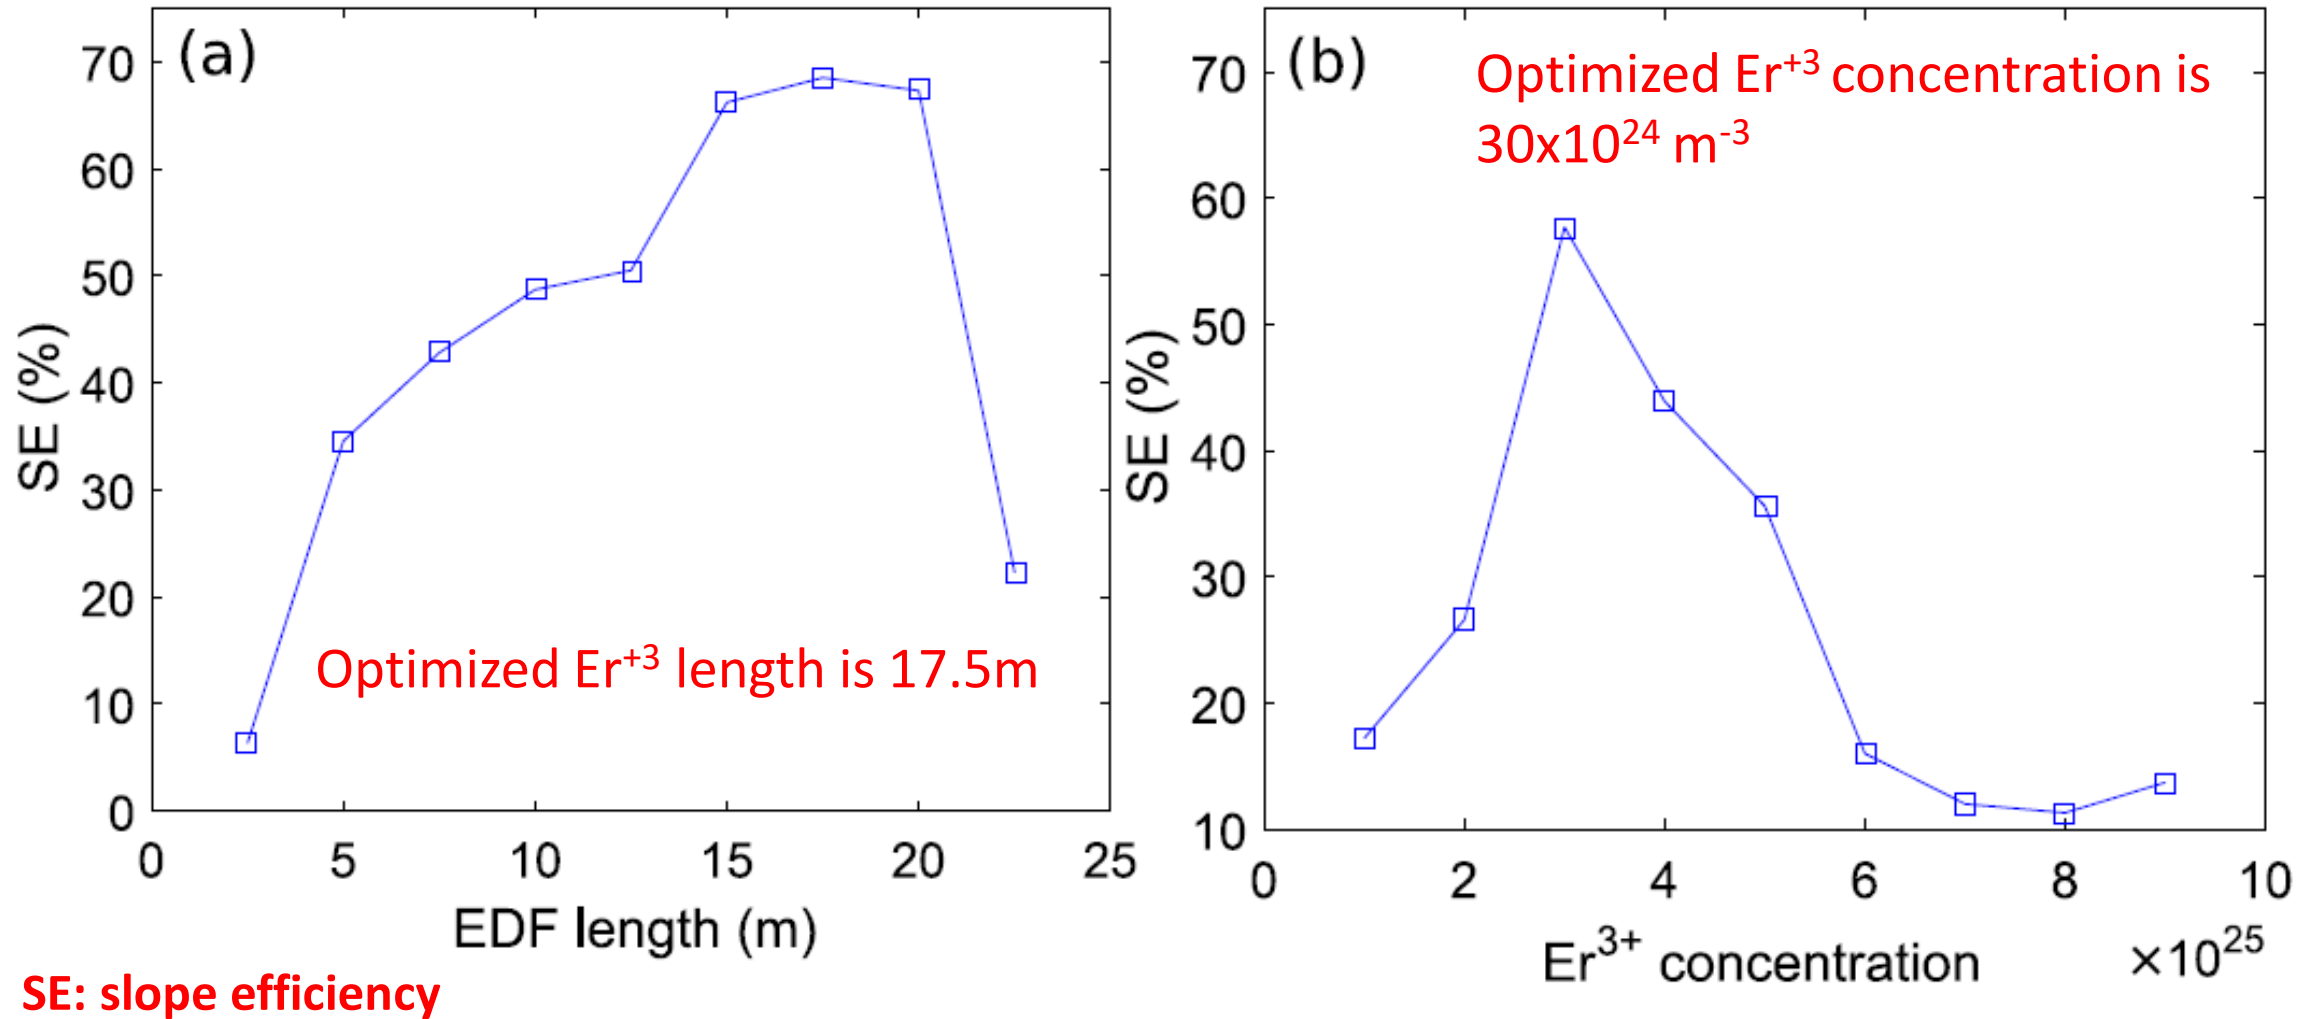 (a)
70
60
50
40
30
20
10
0
SE (%)
0 5 10 15 20 25
EDF length (m)
Optimized Er⁺³ length is 17.5m
SE: slope efficiency
(b)
Optimized Er⁺³ concentration is
30x10²⁴ m⁻³
70
60
50
40
30
20
10
SE (%)
0 2 4 6 8 10
Er³⁺ concentration ×10²⁵